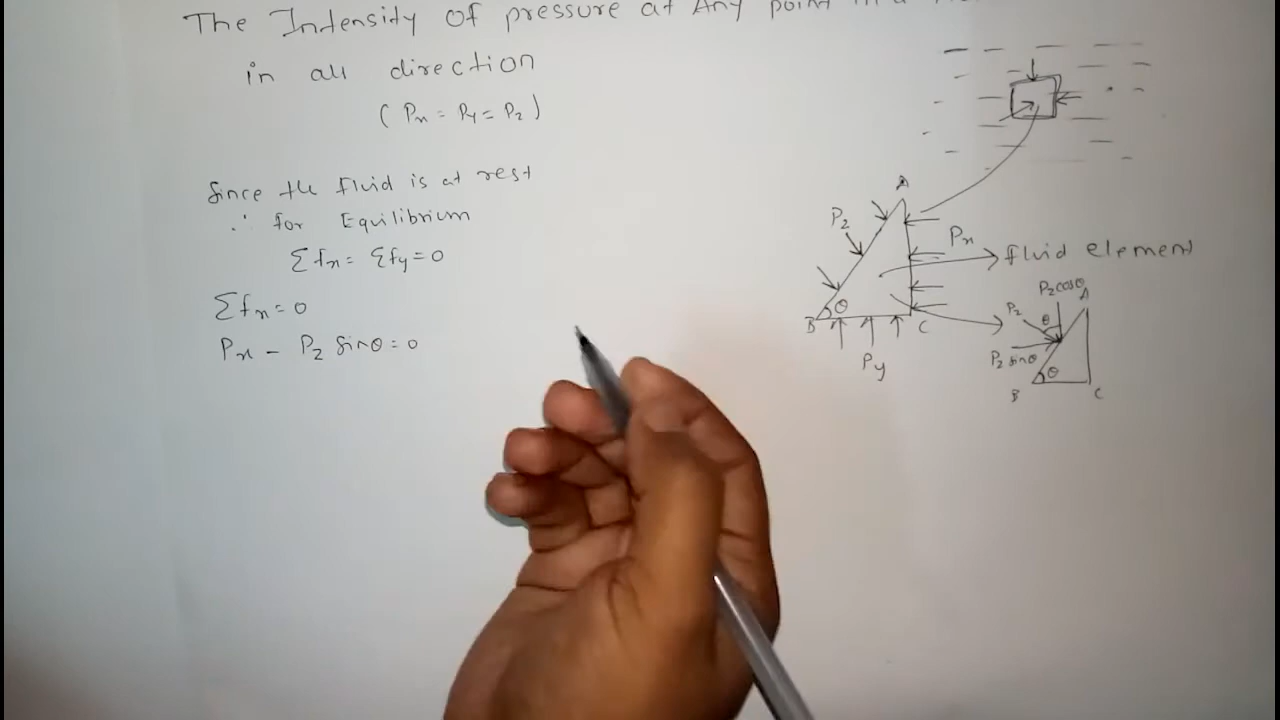 The Intensity of pressure at Any point in a
in all direction
( Px = Py = Pz )
Since the fluid is at rest
∴ for Equilibrium
Σfx = Σfy = 0
Σfx = 0
Px - Pz sinθ = 0
A
Pz
Px
fluid element
θ
B
C
Py
Pz cosθ
A
Pz
θ
Pz sinθ
θ
B
C